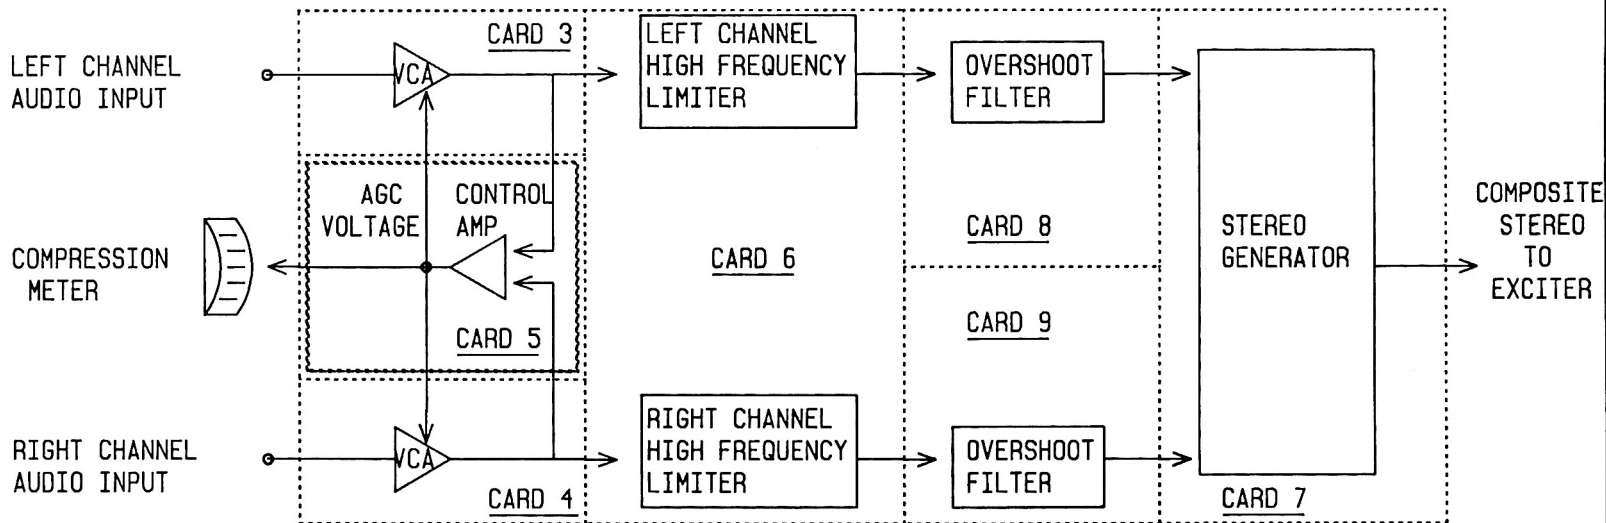 LEFT CHANNEL
AUDIO INPUT
VCA
CARD 3
LEFT CHANNEL
HIGH FREQUENCY
LIMITER
OVERSHOOT
FILTER
AGC
VOLTAGE
CONTROL
AMP
COMPRESSION
METER
CARD 5
CARD 6
CARD 8
CARD 9
STEREO
GENERATOR
COMPOSITE
STEREO
TO
EXCITER
RIGHT CHANNEL
AUDIO INPUT
VCA
CARD 4
RIGHT CHANNEL
HIGH FREQUENCY
LIMITER
OVERSHOOT
FILTER
CARD 7